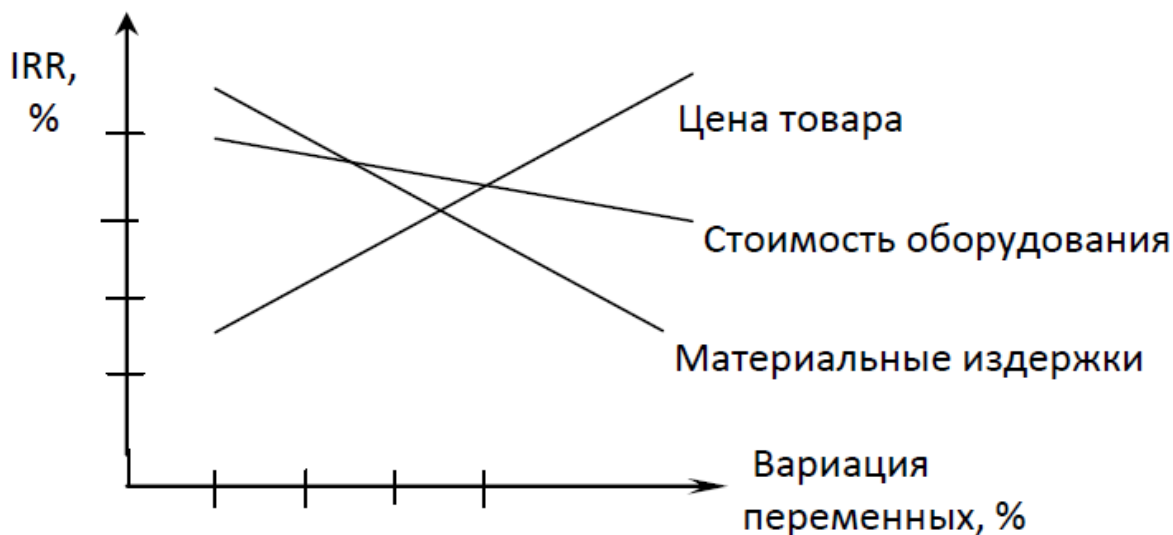 IRR,
%
Цена товара
Стоимость оборудования
Материальные издержки
Вариация
переменных, %